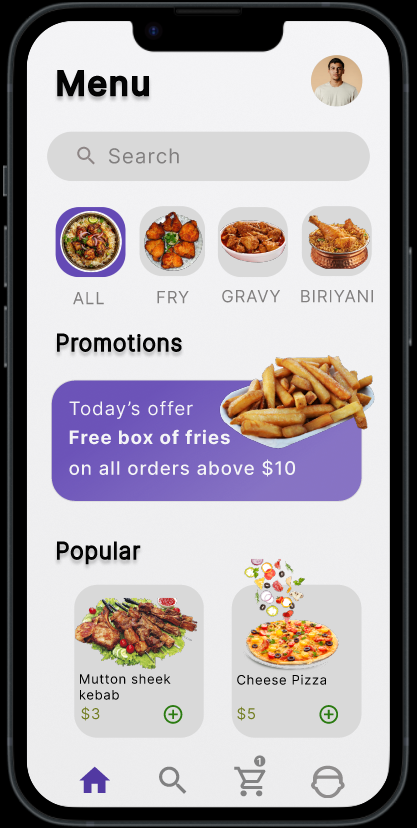 Menu
Search
ALL FRY GRAVY BIRIYANI
Promotions
Today's offer
Free box of fries
on all orders above $10
Popular
Mutton sheek
kebab
$3
Cheese Pizza
$5
1